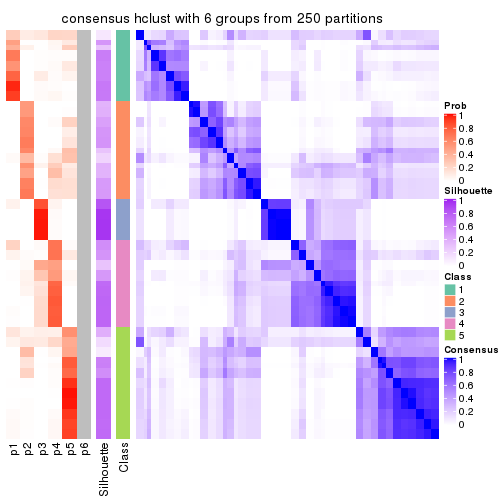 consensus hclust with 6 groups from 250 partitions
Prob
1
0.8
0.6
0.4
0.2
0
Silhouette
1
0.8
0.6
0.4
0.2
0
Class
1
2
3
4
5
Consensus
1
0.8
0.6
0.4
0.2
0
p1
p2
p3
p4
p5
p6
Silhouette
Class